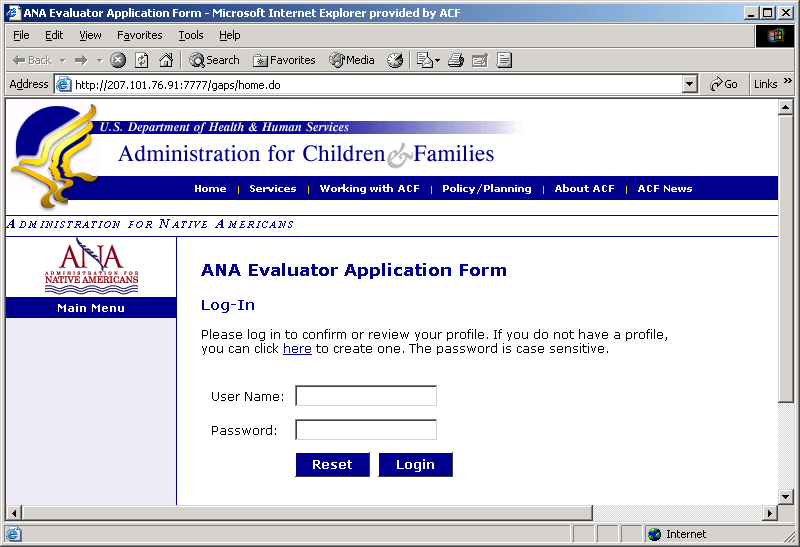 ANA Evaluator Application Form - Microsoft Internet Explorer provided by ACF
File Edit View Favorites Tools Help
Back Search Favorites Media
Address http://207.101.76.91:7777/gaps/home.do Go Links »
U.S. Department of Health & Human Services
Administration for Children & Families
Home | Services | Working with ACF | Policy/Planning | About ACF | ACF News
ADMINISTRATION FOR NATIVE AMERICANS
ANA
ADMINISTRATION FOR
NATIVE AMERICANS
Main Menu
ANA Evaluator Application Form
Log-In
Please log in to confirm or review your profile. If you do not have a profile,
you can click here to create one. The password is case sensitive.
User Name:
Password:
Reset Login
Internet